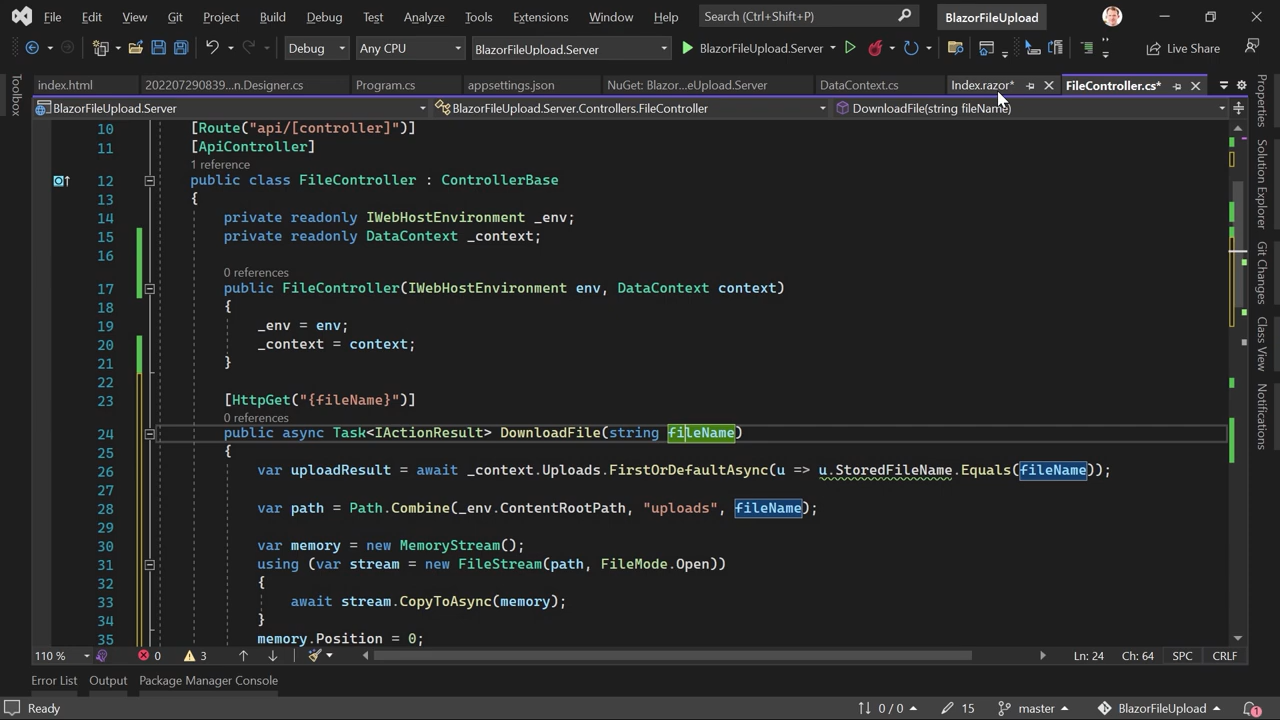 File Edit View Git Project Build Debug Test Analyze Tools Extensions Window Help Search (Ctrl+Shift+P) BlazorFileUpload
Debug Any CPU BlazorFileUpload.Server BlazorFileUpload.Server Live Share
index.html 202207290839...n.Designer.cs Program.cs appsettings.json NuGet: Blazor...eUpload.Server DataContext.cs Index.razor* FileController.cs*
BlazorFileUpload.Server BlazorFileUpload.Server.Controllers.FileController DownloadFile(string fileName)
Toolbox
Properties
Solution Explorer
Git Changes
Class View
Notifications
10 [Route("api/[controller]")]
11 [ApiController]
1 reference
12 public class FileController : ControllerBase
13 {
14 private readonly IWebHostEnvironment _env;
15 private readonly DataContext _context;
16
0 references
17 public FileController(IWebHostEnvironment env, DataContext context)
18 {
19 _env = env;
20 _context = context;
21 }
22
23 [HttpGet("{fileName}")]
0 references
24 public async Task<IActionResult> DownloadFile(string fileName)
25 {
26 var uploadResult = await _context.Uploads.FirstOrDefaultAsync(u => u.StoredFileName.Equals(fileName));
27
28 var path = Path.Combine(_env.ContentRootPath, "uploads", fileName);
29
30 var memory = new MemoryStream();
31 using (var stream = new FileStream(path, FileMode.Open))
32 {
33 await stream.CopyToAsync(memory);
34 }
35 memory.Position = 0;
110 % 0 3 Ln: 24 Ch: 64 SPC CRLF
Error List Output Package Manager Console
Ready 0 / 0 15 master BlazorFileUpload 1